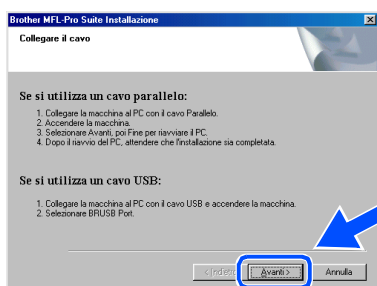 Brother MFL-Pro Suite Installazione
Collegare il cavo
Se si utilizza un cavo parallelo:
1. Collegare la macchina al PC con il cavo Parallelo.
2. Accendere la macchina.
3. Selezionare Avanti, poi Fine per riavviare il PC.
4. Dopo il riavvio del PC, attendere che l'installazione sia completata.
Se si utilizza un cavo USB:
1. Collegare la macchina al PC con il cavo USB e accendere la macchina.
2. Selezionare BRUSB Port.
< Indietro Avanti > Annulla